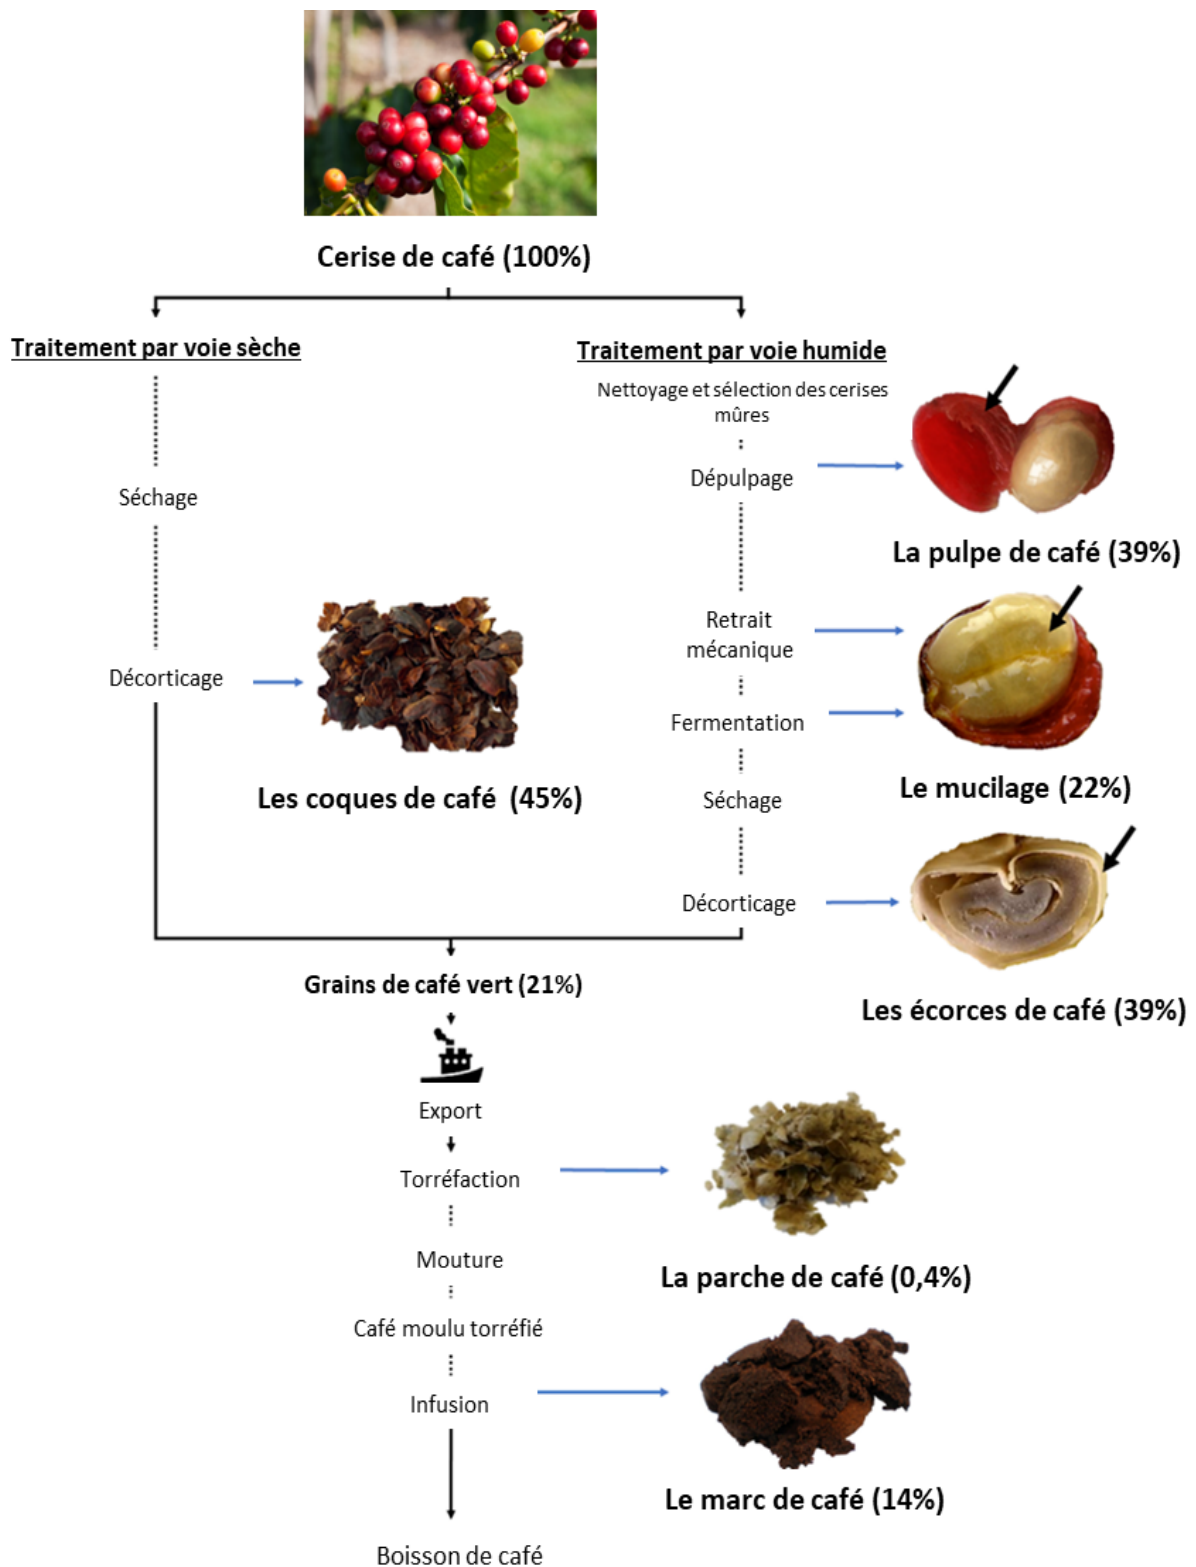 Cerise de café (100%)
Traitement par voie sèche
Séchage
Décorticage
Les coques de café (45%)
Traitement par voie humide
Nettoyage et sélection des cerises
mûres
Dépulpage
La pulpe de café (39%)
Retrait
mécanique
Fermentation
Le mucilage (22%)
Séchage
Décorticage
Les écorces de café (39%)
Grains de café vert (21%)
Export
Torréfaction
La parche de café (0,4%)
Mouture
Café moulu torréfié
Infusion
Le marc de café (14%)
Boisson de café